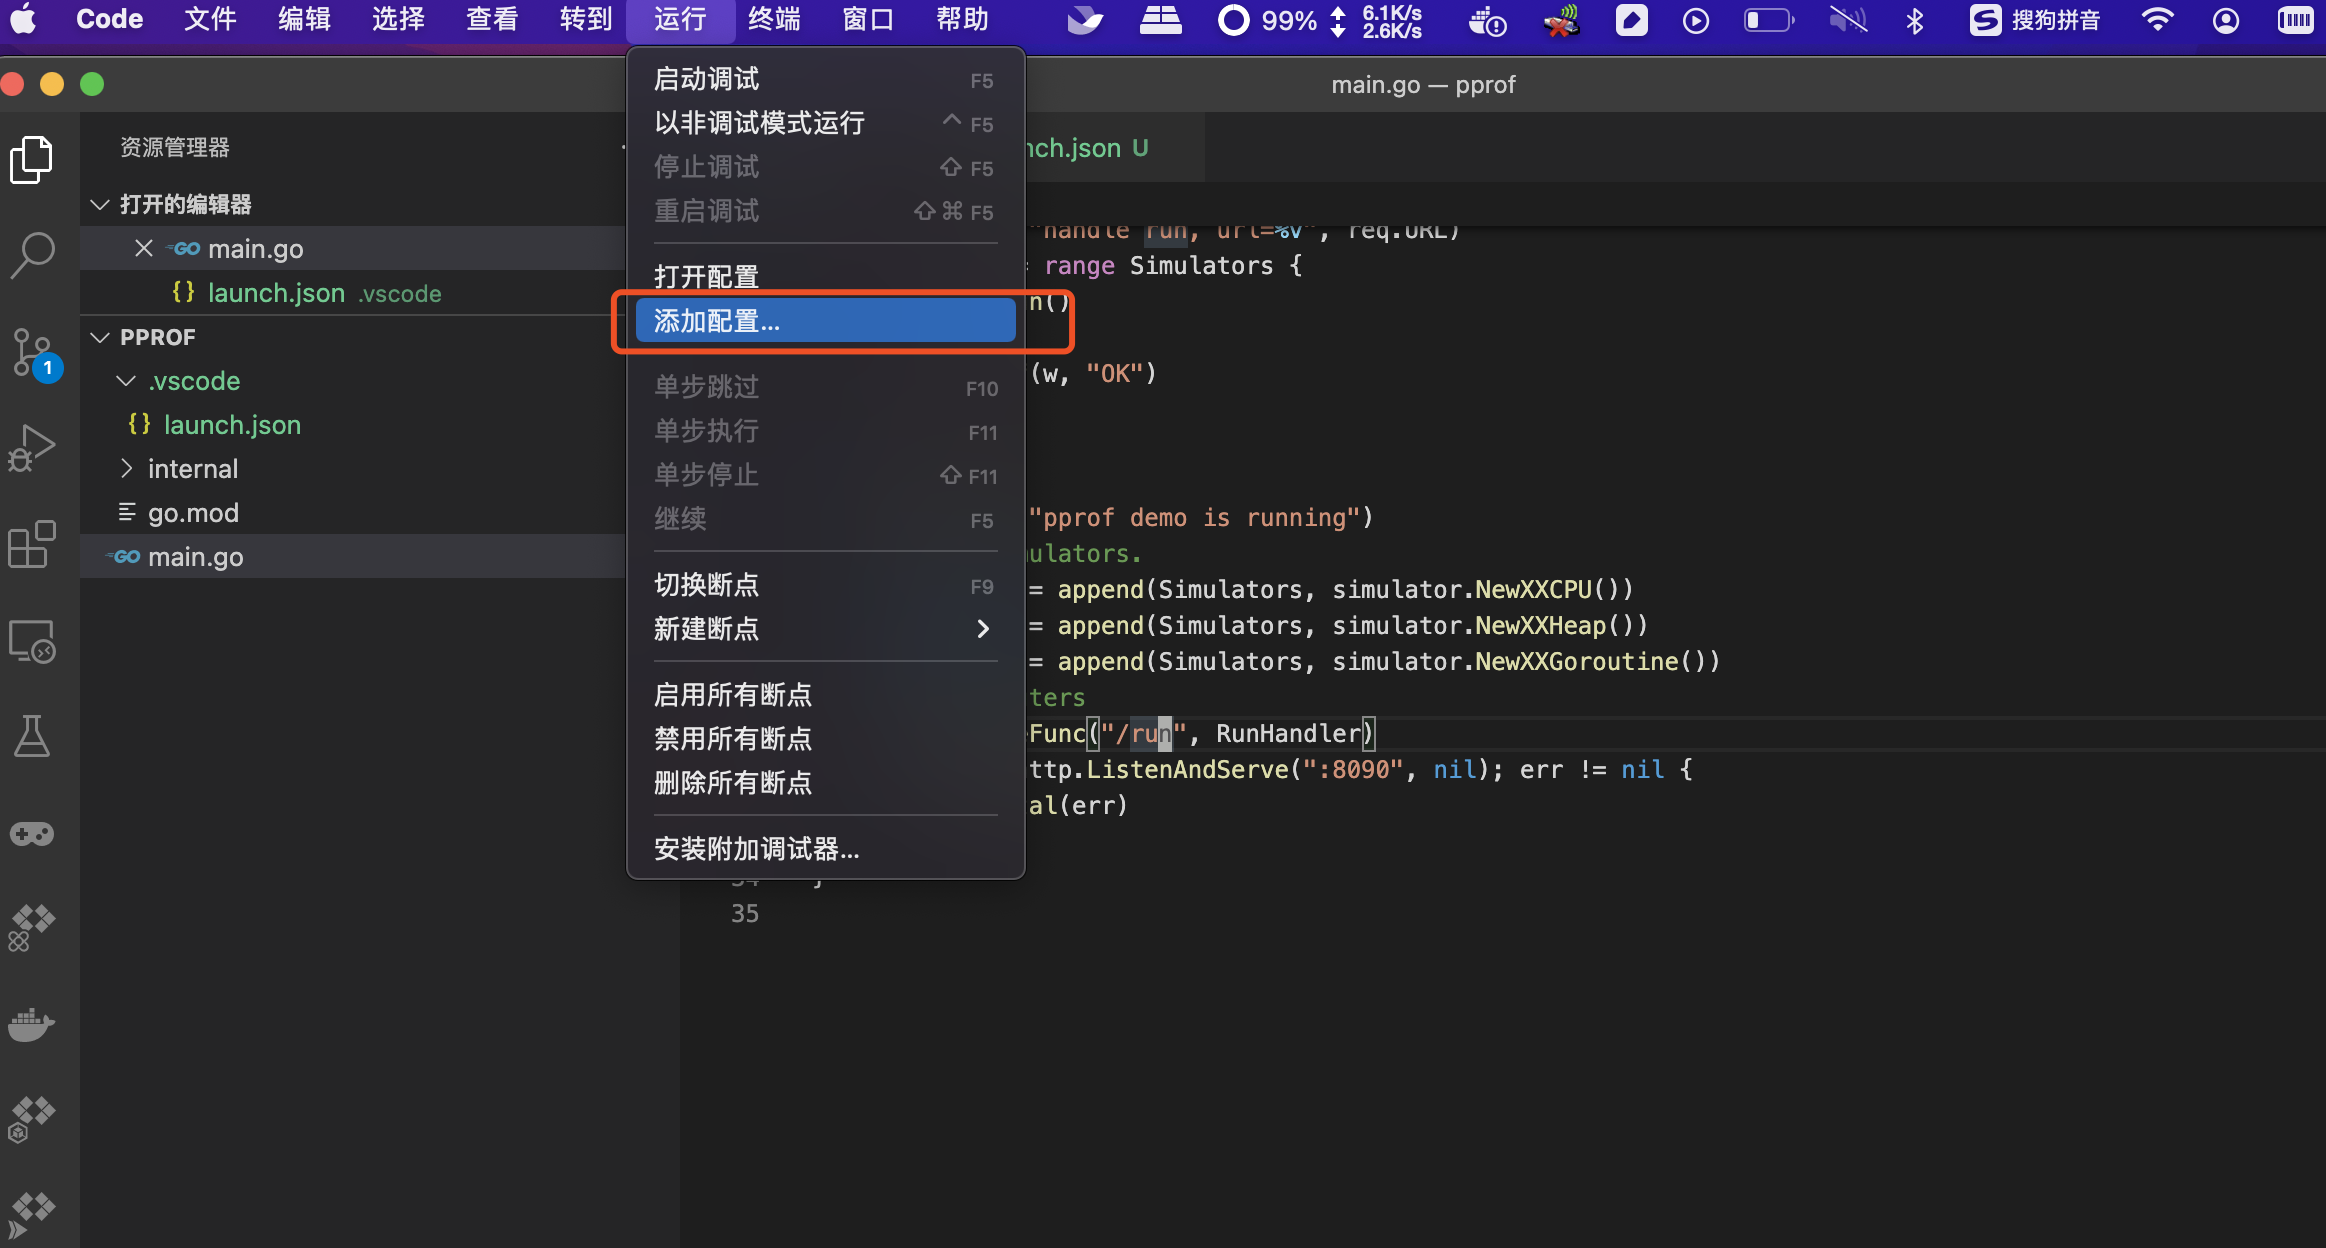 Code 文件 编辑 选择 查看 转到 运行 终端 窗口 帮助 99% 6.1K/s 2.6K/s 搜狗拼音
main.go — pprof
资源管理器
打开的编辑器
main.go
launch.json .vscode
PPROF
.vscode
launch.json
internal
go.mod
main.go
1
启动调试 F5
以非调试模式运行 ^ F5
停止调试 ⇧ F5
重启调试 ⇧⌘ F5
打开配置
添加配置...
单步跳过 F10
单步执行 F11
单步停止 ⇧ F11
继续 F5
切换断点 F9
新建断点
启用所有断点
禁用所有断点
删除所有断点
安装附加调试器...
nch.json U
"handle run, url=%v", req.URL)
range Simulators {
n()
(w, "OK")
"pprof demo is running")
ulators.
= append(Simulators, simulator.NewXXCPU())
= append(Simulators, simulator.NewXXHeap())
= append(Simulators, simulator.NewXXGoroutine())
ters
Func("/run", RunHandler)
ttp.ListenAndServe(":8090", nil); err != nil {
al(err)
34 }
35